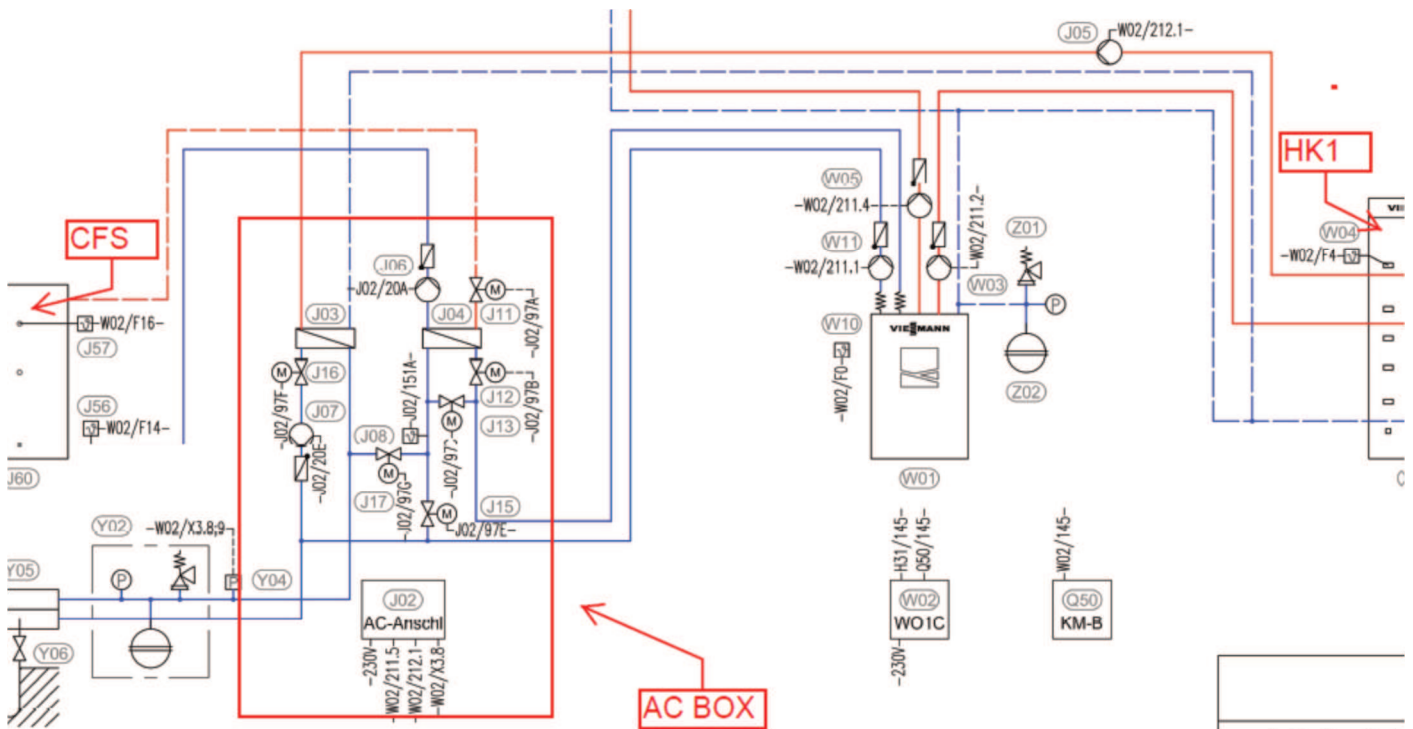 J05
-W02/212.1-
HK1
VIE
W04
-W02/F4-
W05
-W02/211.4-
-W02/211.2-
W11
-W02/211.1-
W03
Z01
P
Z02
W10
-W02/F0-
VIESMANN
W01
CFS
-W02/F16-
J57
J56
-W02/F14-
J60
J06
-J02/20A-
M
J11
-J02/97A-
J03
J04
M
J16
-J02/97F-
J07
-J02/20E-
J02/151A-
M
J12
-J02/97B-
J13
M
J08
M
J17
J02/97G-
M
J02/97E-
J15
Y02
-W02/X3.8;9
P
P
Y04
Y05
Y06
J02
AC-Anschl
-230V-
W02/211.5-
W02/212.1-
-W02/X3.8-
AC BOX
-H31/145-
Q50/145-
W02
WO1C
-230V-
W02/145-
Q50
KM-B